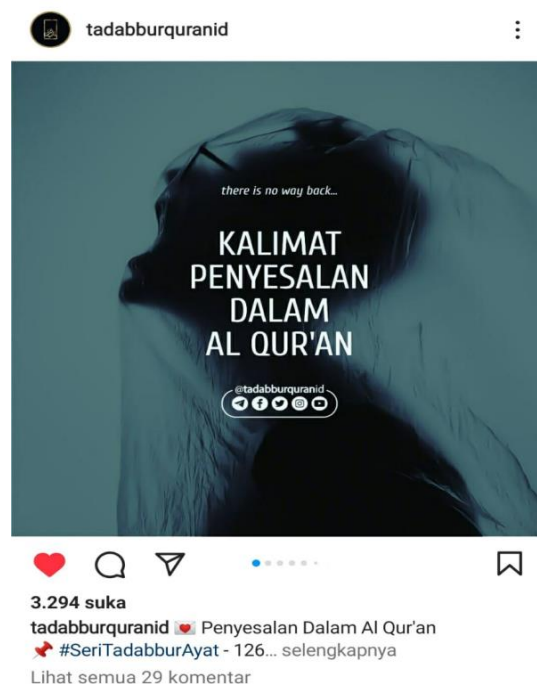 tadabburquranid
there is no way back...
KALIMAT
PENYESALAN
DALAM
AL QUR'AN
@tadabburquranid
3.294 suka
tadabburquranid 💌 Penyesalan Dalam Al Qur'an
📌 #SeriTadabburAyat - 126... selengkapnya
Lihat semua 29 komentar